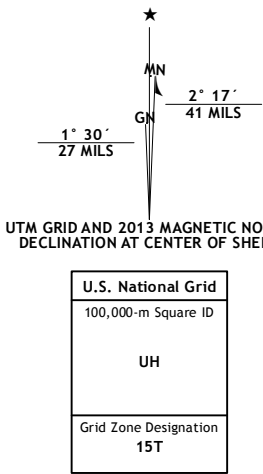 MN
GN
1° 30´
27 MILS
2° 17´
41 MILS
UTM GRID AND 2013 MAGNETIC NO
DECLINATION AT CENTER OF SHE
U.S. National Grid
100,000-m Square ID
UH
Grid Zone Designation
15T